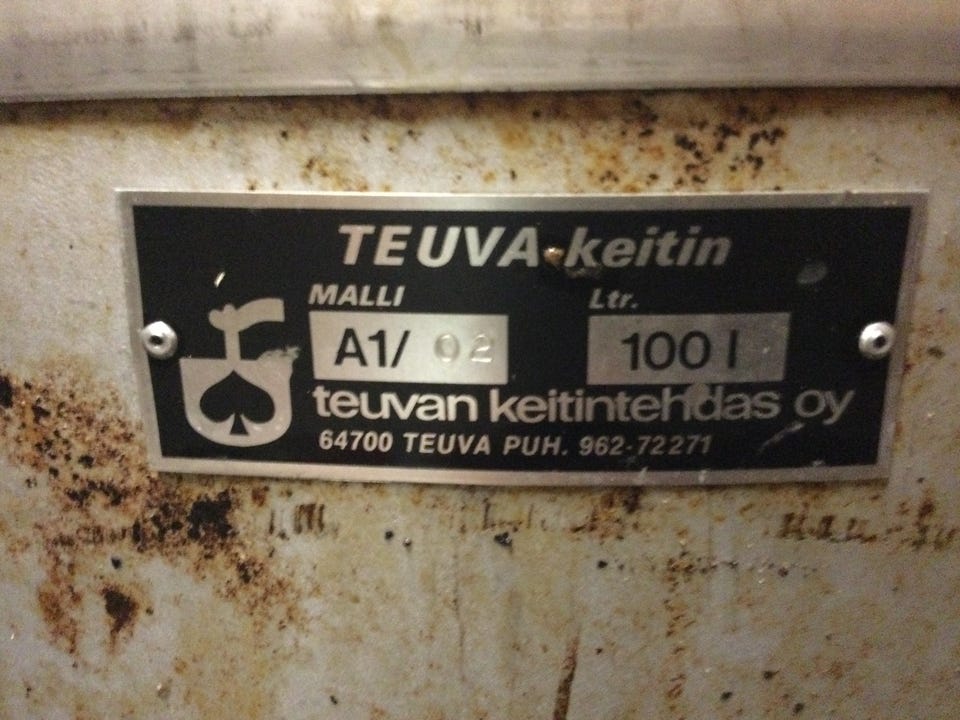 TEUVA-keitin
MALLI Ltr.
A1/ 02 100 l
teuvan keitintehdas oy
64700 TEUVA PUH. 962-72271